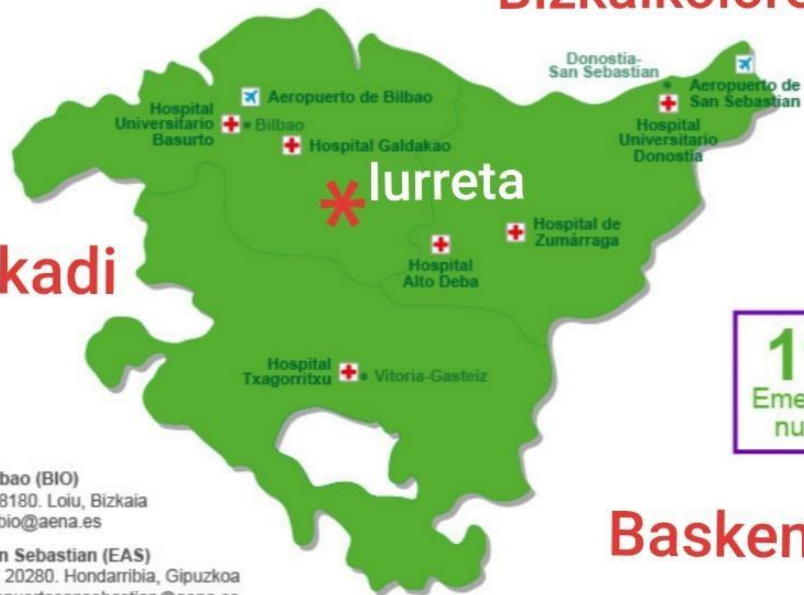 Donostia-
San Sebastian
Aeropuerto de
San Sebastian
Aeropuerto de Bilbao
Hospital
Universitario
Basurto
Bilbao
Hospital Galdakao
Hospital
Universitario
Donostia
Iurreta
Hospital de
Zumárraga
kadi
Hospital
Alto Deba
Hospital
Txagorritxu
Vitoria-Gasteiz
Eme
nu
bao (BIO)
8180. Loiu, Bizkaia
bio@aena.es
Basken
n Sebastian (EAS)
20280. Hondarribia, Gipuzkoa